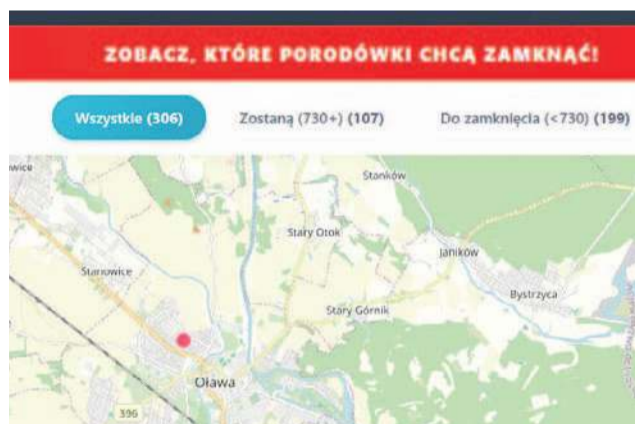 ZOBACZ, KTÓRE PORODÓWKI CHCĄ ZAMKNĄĆ!
Wszystkie (306)
Zostaną (730+) (107)
Do zamknięcia (<730) (199)
wice
Stanków
Stary Otok
Janików
Stanowice
Bystrzyca
Stary Górnik
Oława
396